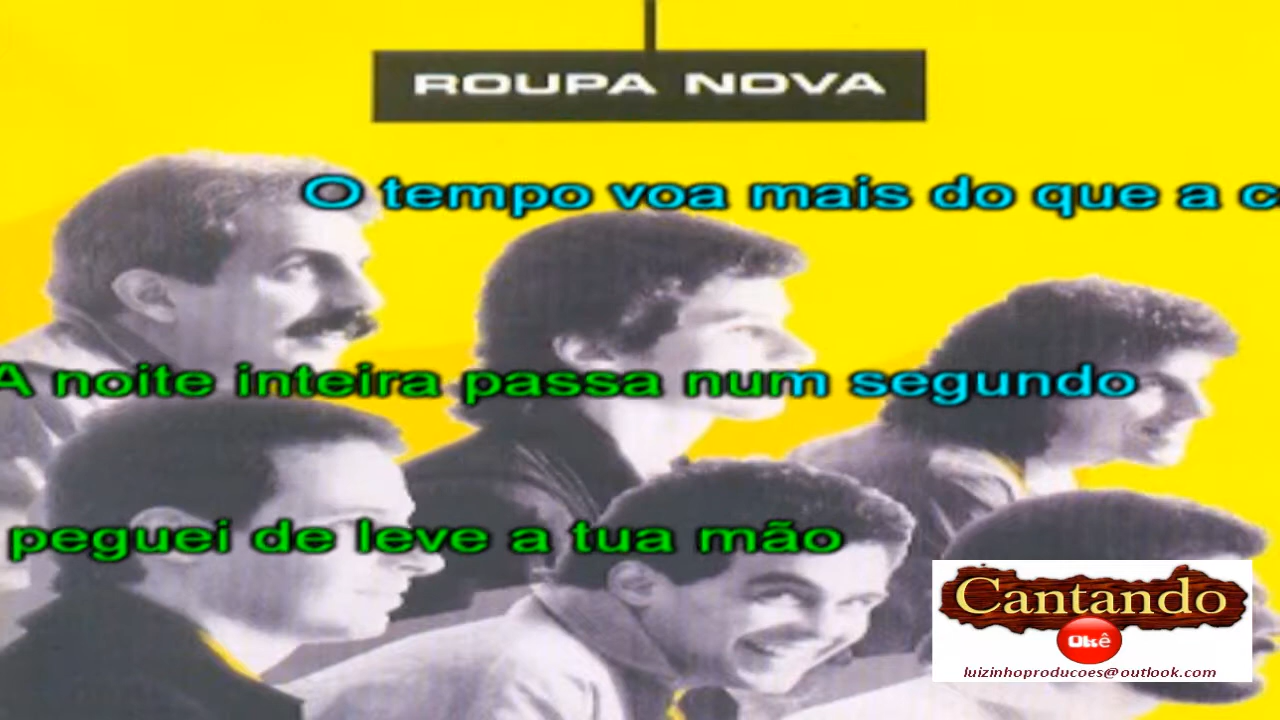 ROUPA NOVA
O tempo voa mais do que a c
A noite inteira passa num segundo
peguei de leve a tua mão
Cantando
Okê
luizinhoproducoes@outlook.com